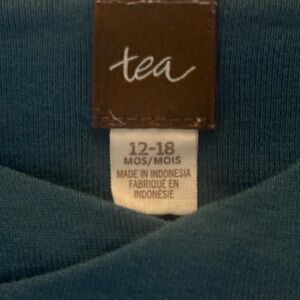 tea
12-18
MOS/MOIS
MADE IN INDONESIA
FABRIQUÉ EN
INDONÉSIE